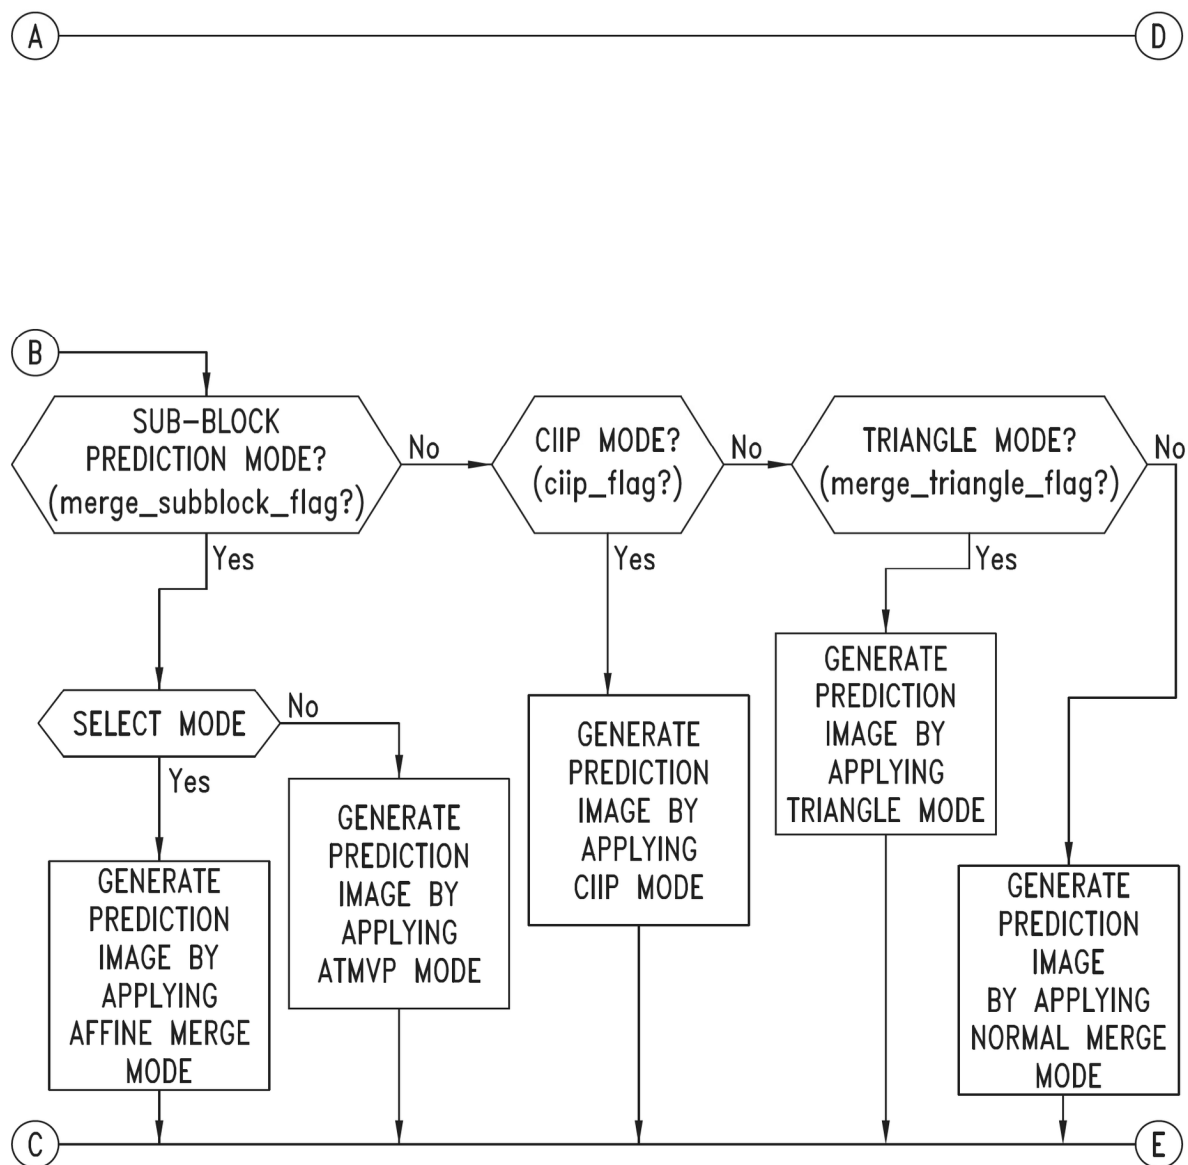 A
D
B
SUB-BLOCK
PREDICTION MODE?
(merge_subblock_flag?)
No
CIIP MODE?
(ciip_flag?)
No
TRIANGLE MODE?
(merge_triangle_flag?)
No
Yes
Yes
Yes
SELECT MODE
No
Yes
GENERATE
PREDICTION
IMAGE BY
APPLYING
AFFINE MERGE
MODE
GENERATE
PREDICTION
IMAGE BY
APPLYING
ATMVP MODE
GENERATE
PREDICTION
IMAGE BY
APPLYING
CIIP MODE
GENERATE
PREDICTION
IMAGE BY
APPLYING
TRIANGLE MODE
GENERATE
PREDICTION
IMAGE
BY APPLYING
NORMAL MERGE
MODE
C
E